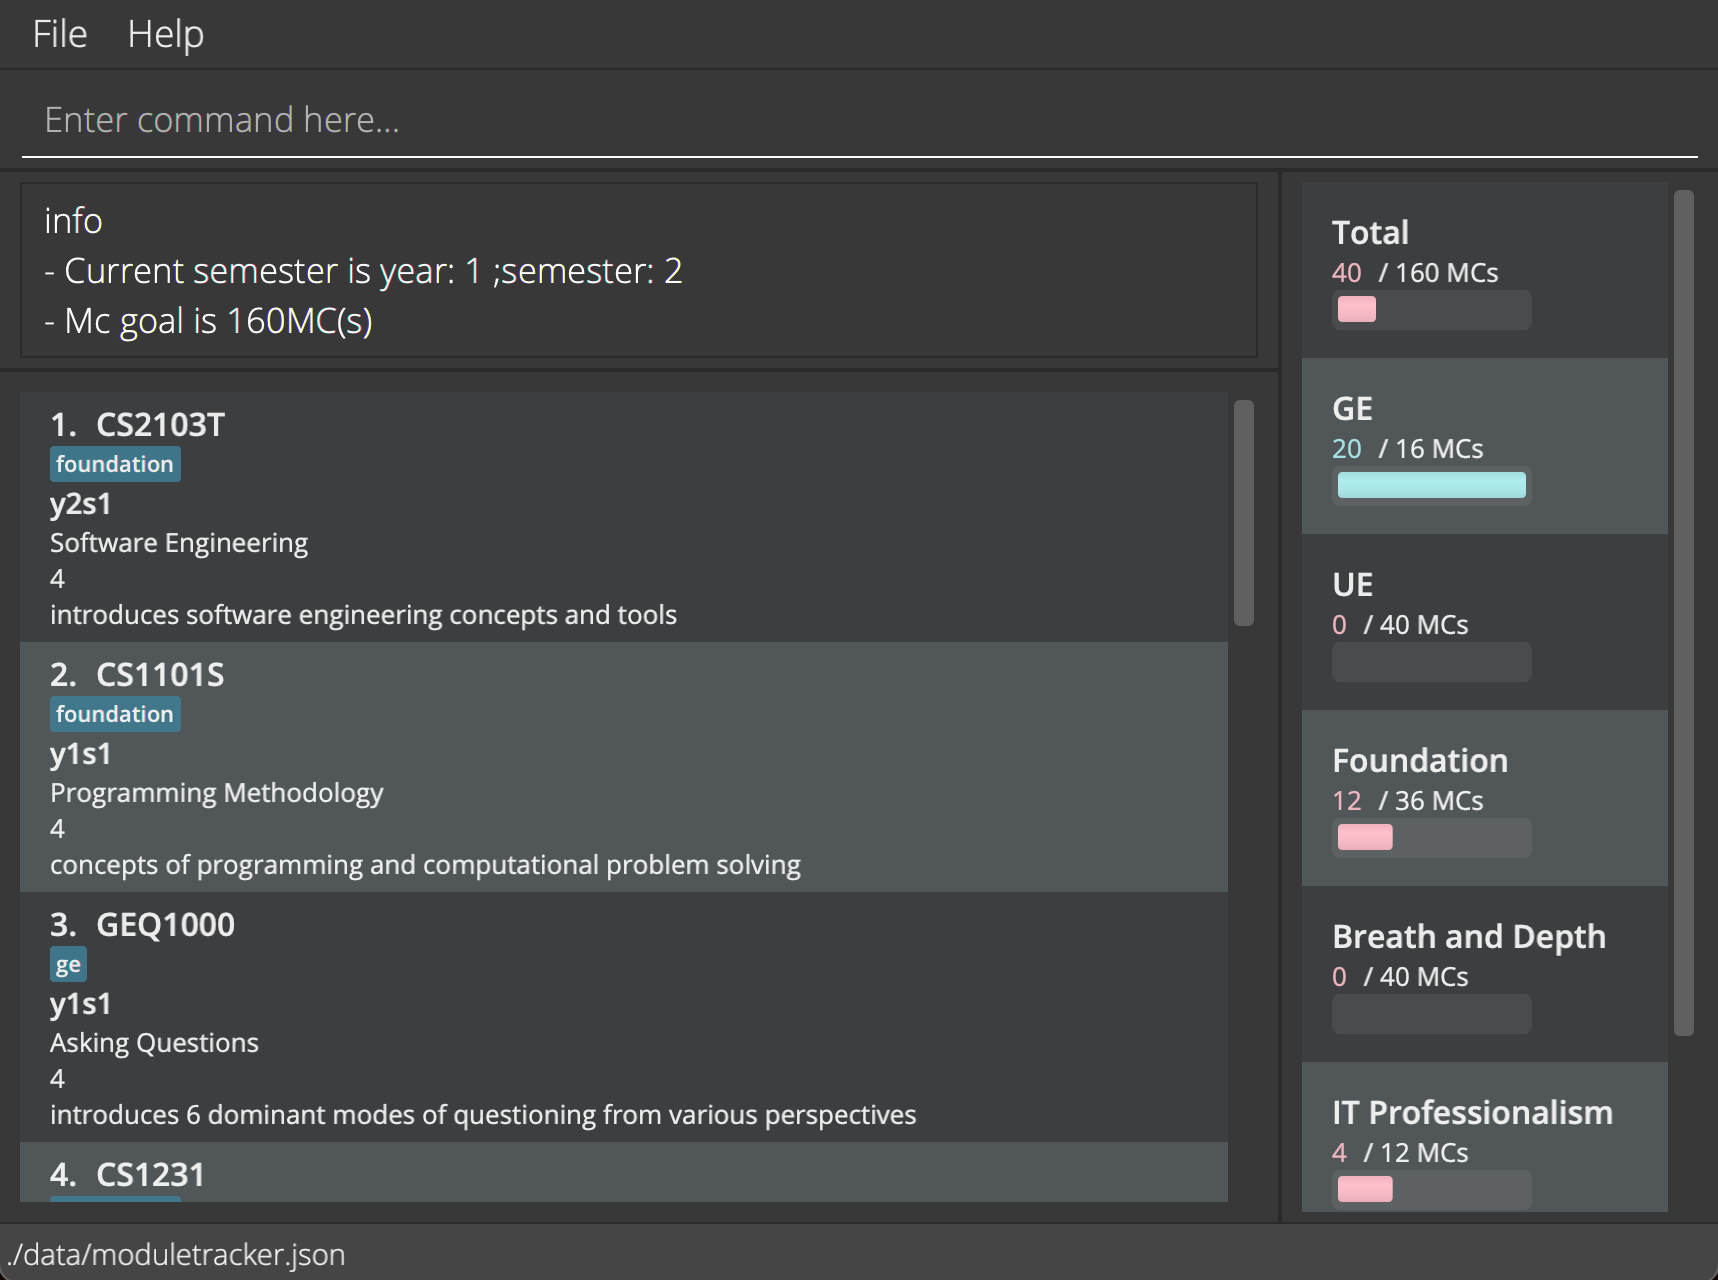 File Help
Enter command here...
info
- Current semester is year: 1 ;semester: 2
- Mc goal is 160MC(s)
1. CS2103T
foundation
y2s1
Software Engineering
4
introduces software engineering concepts and tools
2. CS1101S
foundation
y1s1
Programming Methodology
4
concepts of programming and computational problem solving
3. GEQ1000
ge
y1s1
Asking Questions
4
introduces 6 dominant modes of questioning from various perspectives
4. CS1231
Total
40 / 160 MCs
GE
20 / 16 MCs
UE
0 / 40 MCs
Foundation
12 / 36 MCs
Breath and Depth
0 / 40 MCs
IT Professionalism
4 / 12 MCs
./data/moduletracker.json